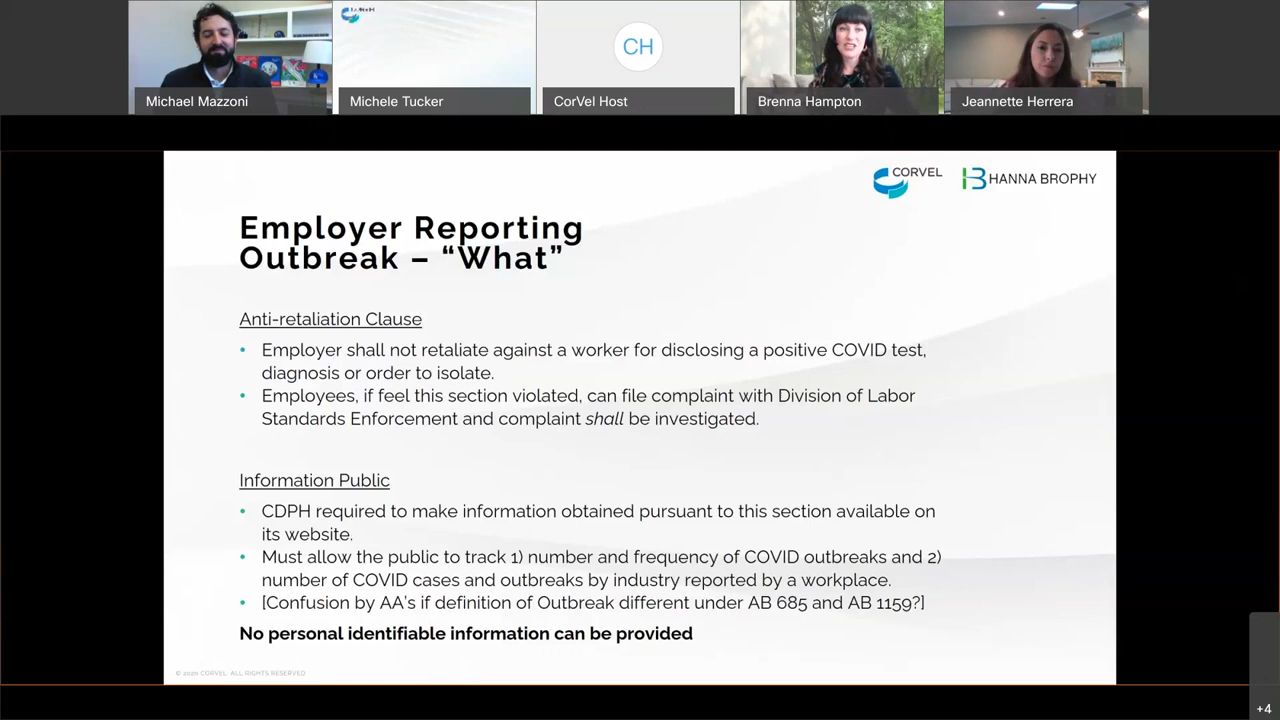 CORVEL
CH
Michael Mazzoni
Michele Tucker
CorVel Host
Brenna Hampton
Jeannette Herrera
CORVEL
HANNA BROPHY
Employer Reporting
Outbreak – “What”
Anti-retaliation Clause
• Employer shall not retaliate against a worker for disclosing a positive COVID test,
diagnosis or order to isolate.
• Employees, if feel this section violated, can file complaint with Division of Labor
Standards Enforcement and complaint shall be investigated.
Information Public
• CDPH required to make information obtained pursuant to this section available on
its website.
• Must allow the public to track 1) number and frequency of COVID outbreaks and 2)
number of COVID cases and outbreaks by industry reported by a workplace.
• [Confusion by AA's if definition of Outbreak different under AB 685 and AB 1159?]
No personal identifiable information can be provided
© 2020 CORVEL. ALL RIGHTS RESERVED.
+4